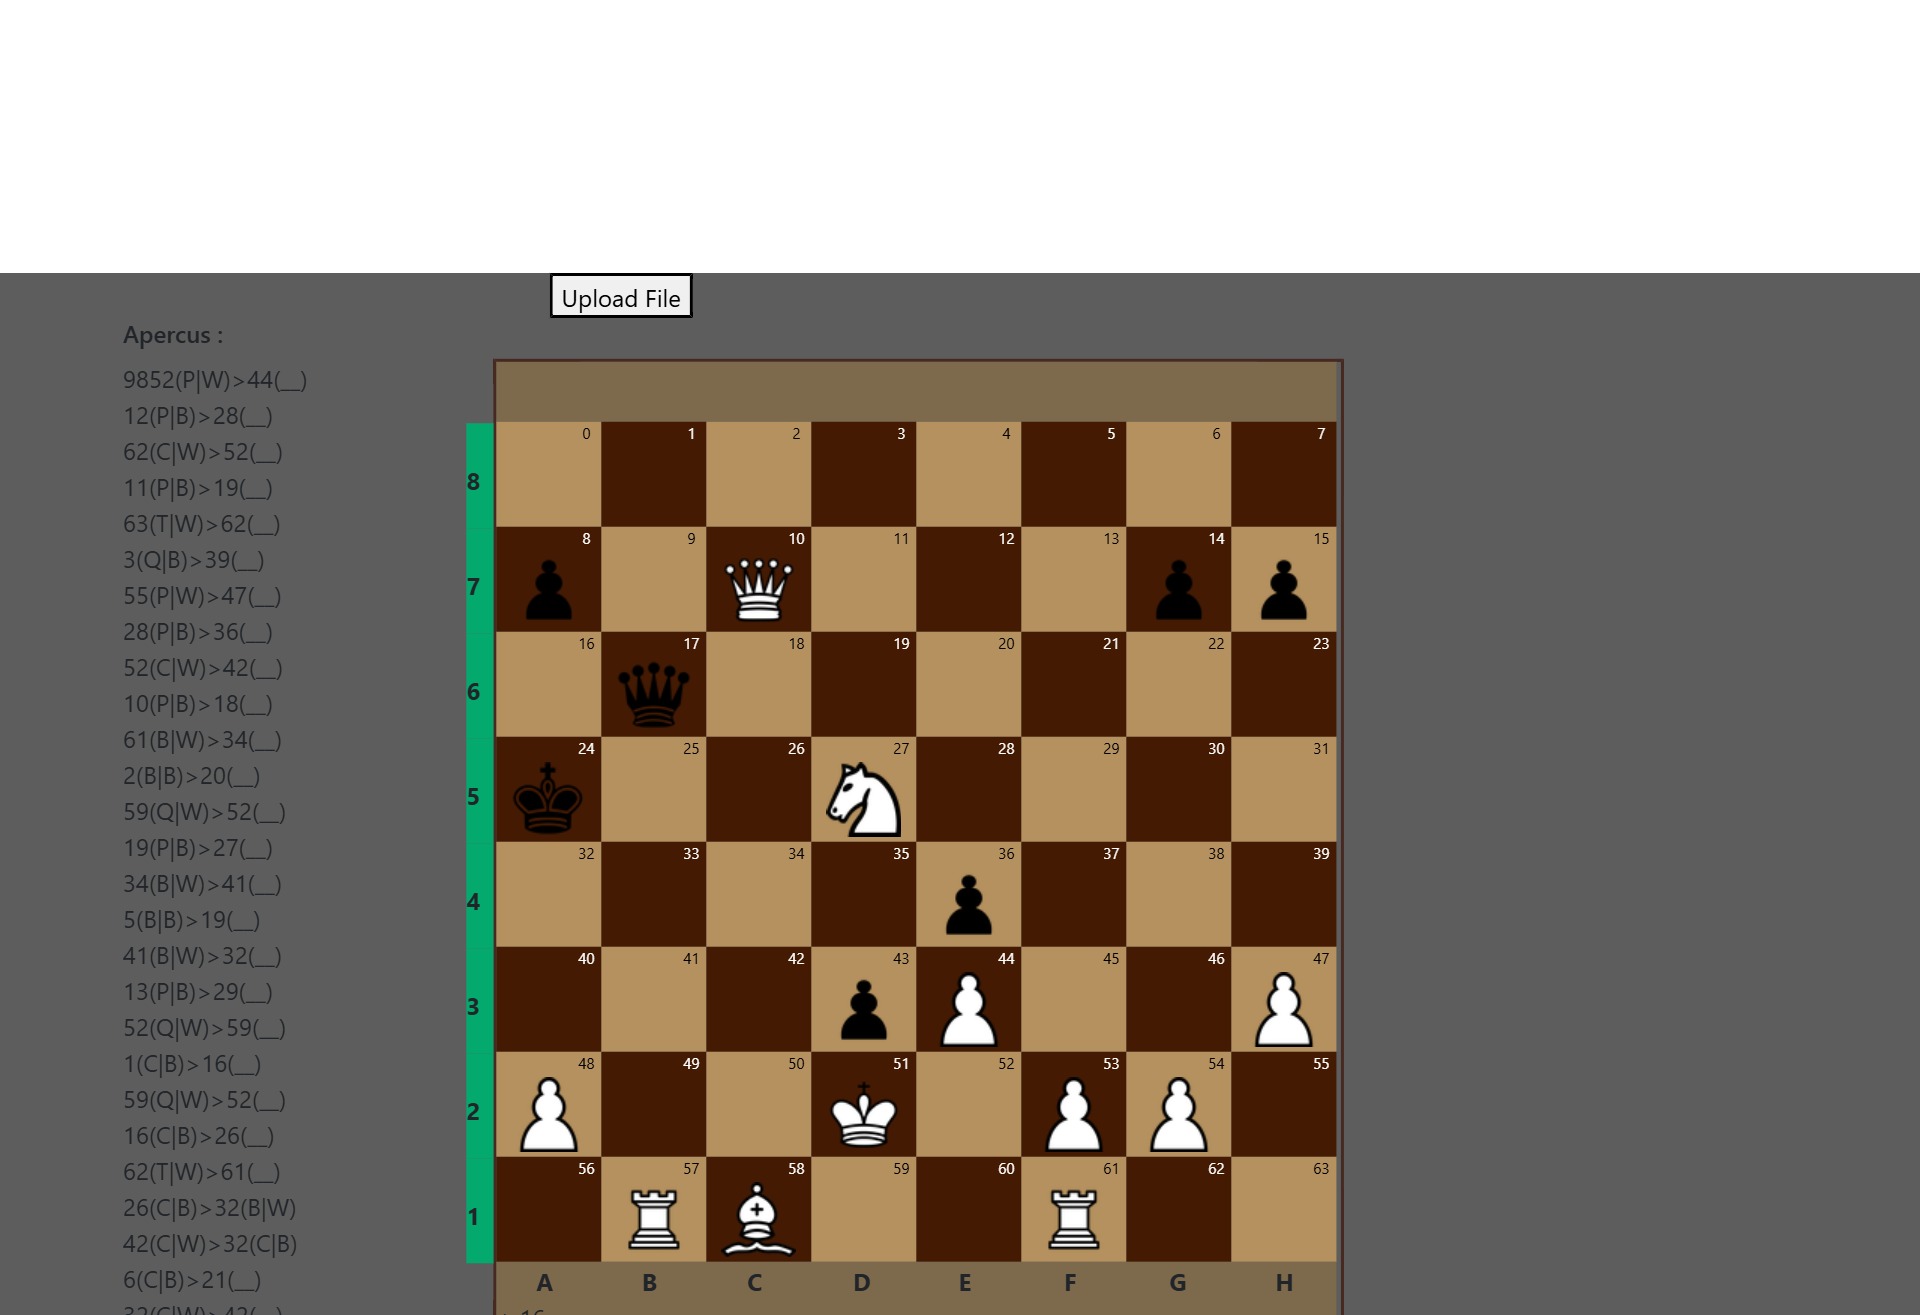 Upload File
Apercus :
9852(P|W)>44(__)
12(P|B)>28(__)
62(C|W)>52(__)
11(P|B)>19(__)
63(T|W)>62(__)
3(Q|B)>39(__)
55(P|W)>47(__)
28(P|B)>36(__)
52(C|W)>42(__)
10(P|B)>18(__)
61(B|W)>34(__)
2(B|B)>20(__)
59(Q|W)>52(__)
19(P|B)>27(__)
34(B|W)>41(__)
5(B|B)>19(__)
41(B|W)>32(__)
13(P|B)>29(__)
52(Q|W)>59(__)
1(C|B)>16(__)
59(Q|W)>52(__)
16(C|B)>26(__)
62(T|W)>61(__)
26(C|B)>32(B|W)
42(C|W)>32(C|B)
6(C|B)>21(__)
0 1 2 3 4 5 6 7
8
8 9 10 11 12 13 14 15
7
16 17 18 19 20 21 22 23
6
24 25 26 27 28 29 30 31
5
32 33 34 35 36 37 38 39
4
40 41 42 43 44 45 46 47
3
48 49 50 51 52 53 54 55
2
56 57 58 59 60 61 62 63
1
A B C D E F G H